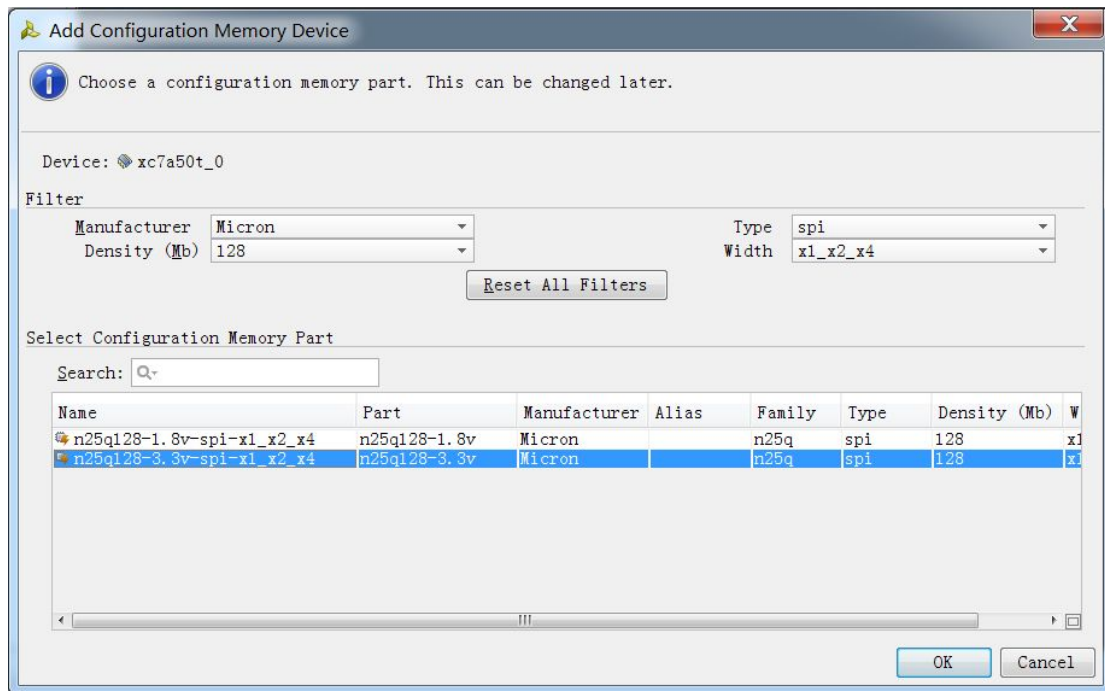 Add Configuration Memory Device
Choose a configuration memory part. This can be changed later.
Device: xc7a50t_0
Filter
Manufacturer Micron Type spi
Density (Mb) 128 Width x1_x2_x4
Reset All Filters
Select Configuration Memory Part
Search:
Name Part Manufacturer Alias Family Type Density (Mb) W
n25q128-1.8v-spi-x1_x2_x4 n25q128-1.8v Micron n25q spi 128 x1
n25q128-3.3v-spi-x1_x2_x4 n25q128-3.3v Micron n25q spi 128 x1
OK Cancel